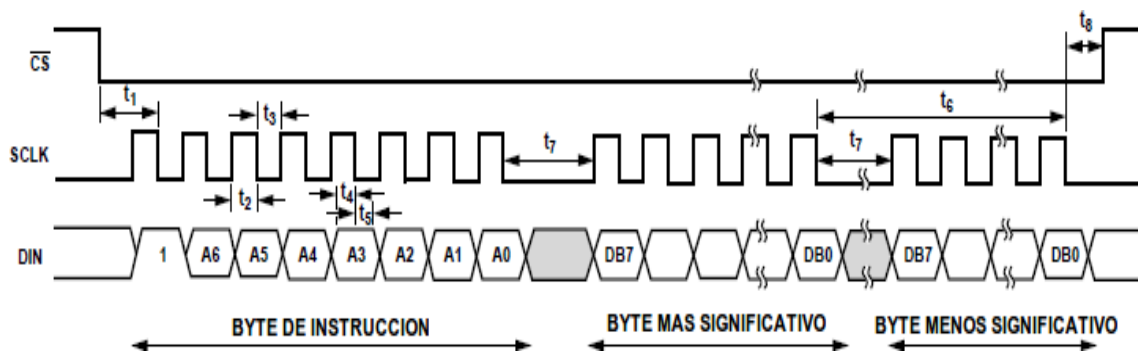 t8
CS
t1
t3
t6
SCLK
t7
t7
t2
t4
t5
DIN
1 A6 A5 A4 A3 A2 A1 A0 DB7 DB0 DB7 DB0
BYTE DE INSTRUCCION
BYTE MAS SIGNIFICATIVO
BYTE MENOS SIGNIFICATIVO